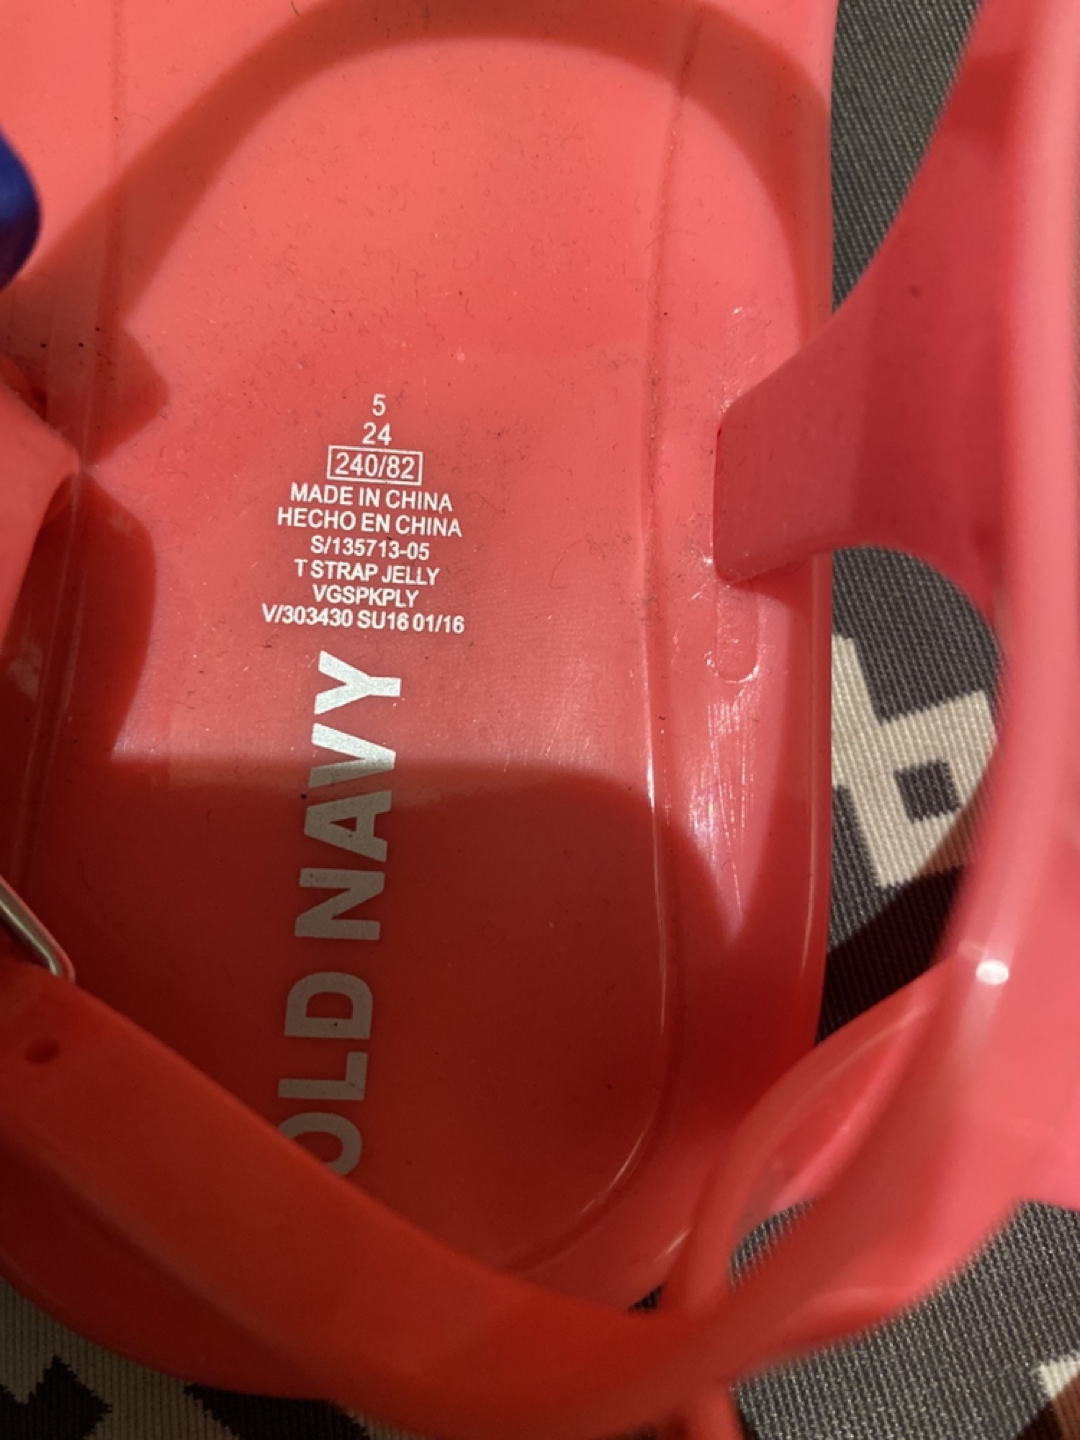 5
24
240/82
MADE IN CHINA
HECHO EN CHINA
S/135713-05
T STRAP JELLY
VGSPKPLY
V/303430 SU16 01/16
OLD NAVY